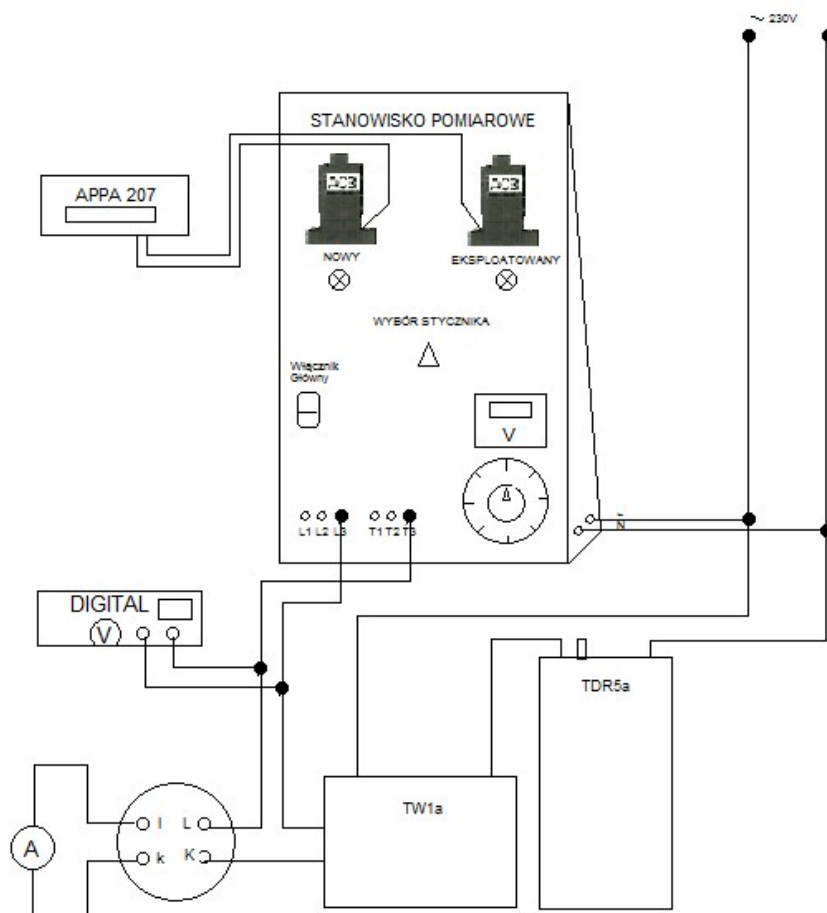 ~ 230V
STANOWISKO POMIAROWE
APPA 207
NOWY
EKSPLOATOWANY
WYBÓR STYCZNIKA
Włącznik
Główny
V
L1 L2 L3 T1 T2 T3
N
DIGITAL
V
TDR5a
TW1a
l L
k K
A